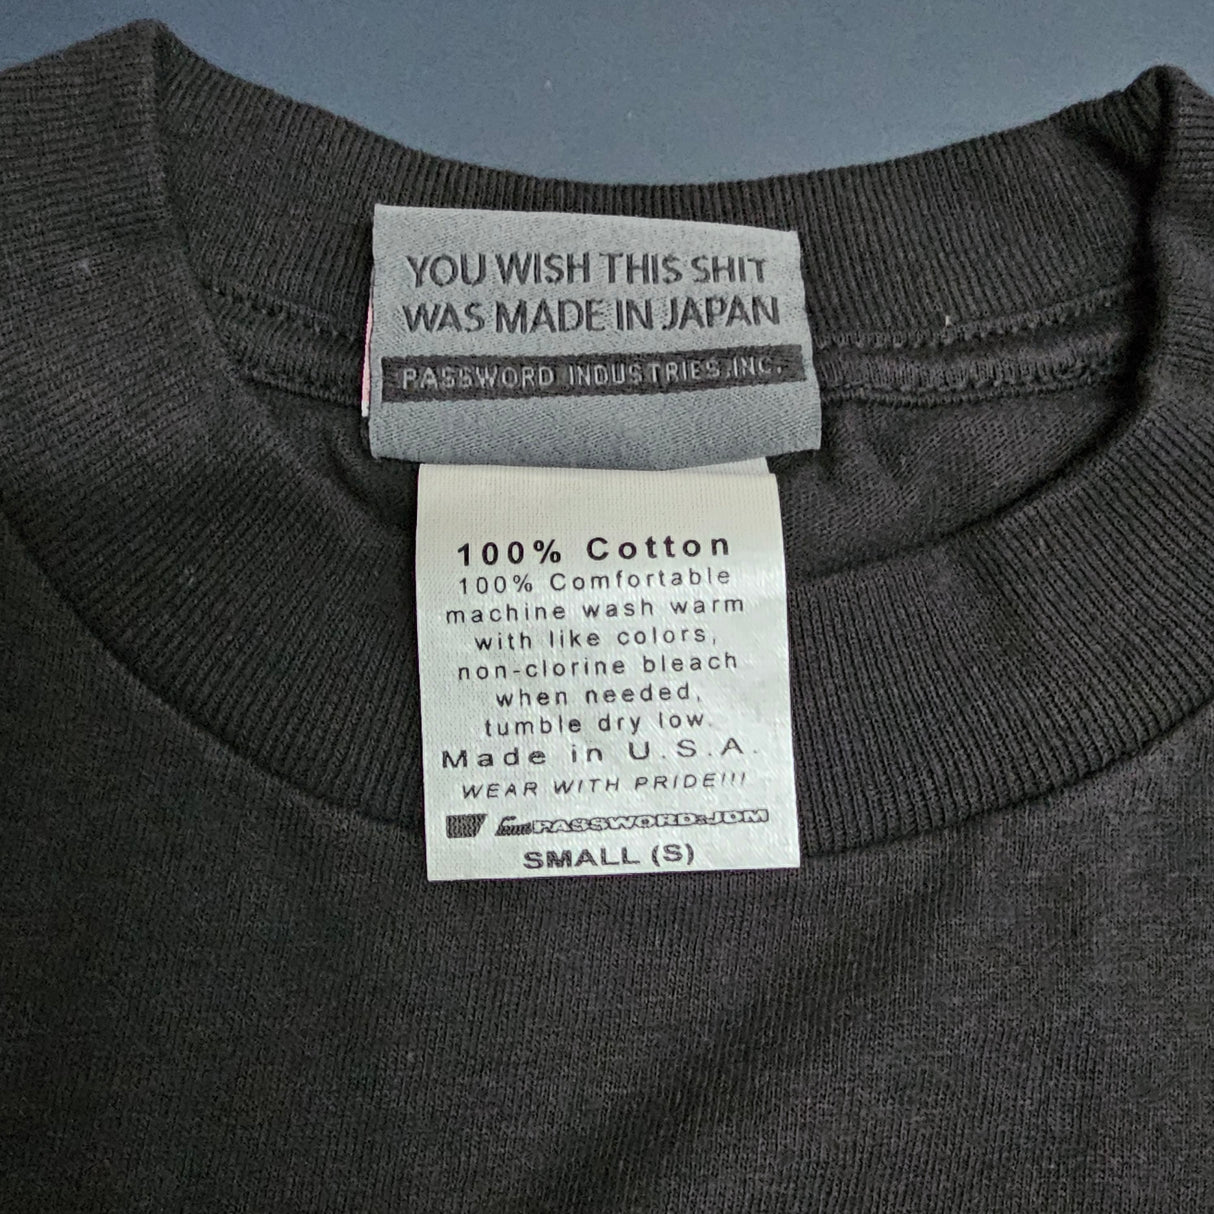 YOU WISH THIS SHIT
WAS MADE IN JAPAN
PASSWORD INDUSTRIES, INC.
100% Cotton
100% Comfortable
machine wash warm
with like colors,
non-clorine bleach
when needed,
tumble dry low.
Made in U.S.A.
WEAR WITH PRIDE!!!
PASSWORD:JDM
SMALL (S)